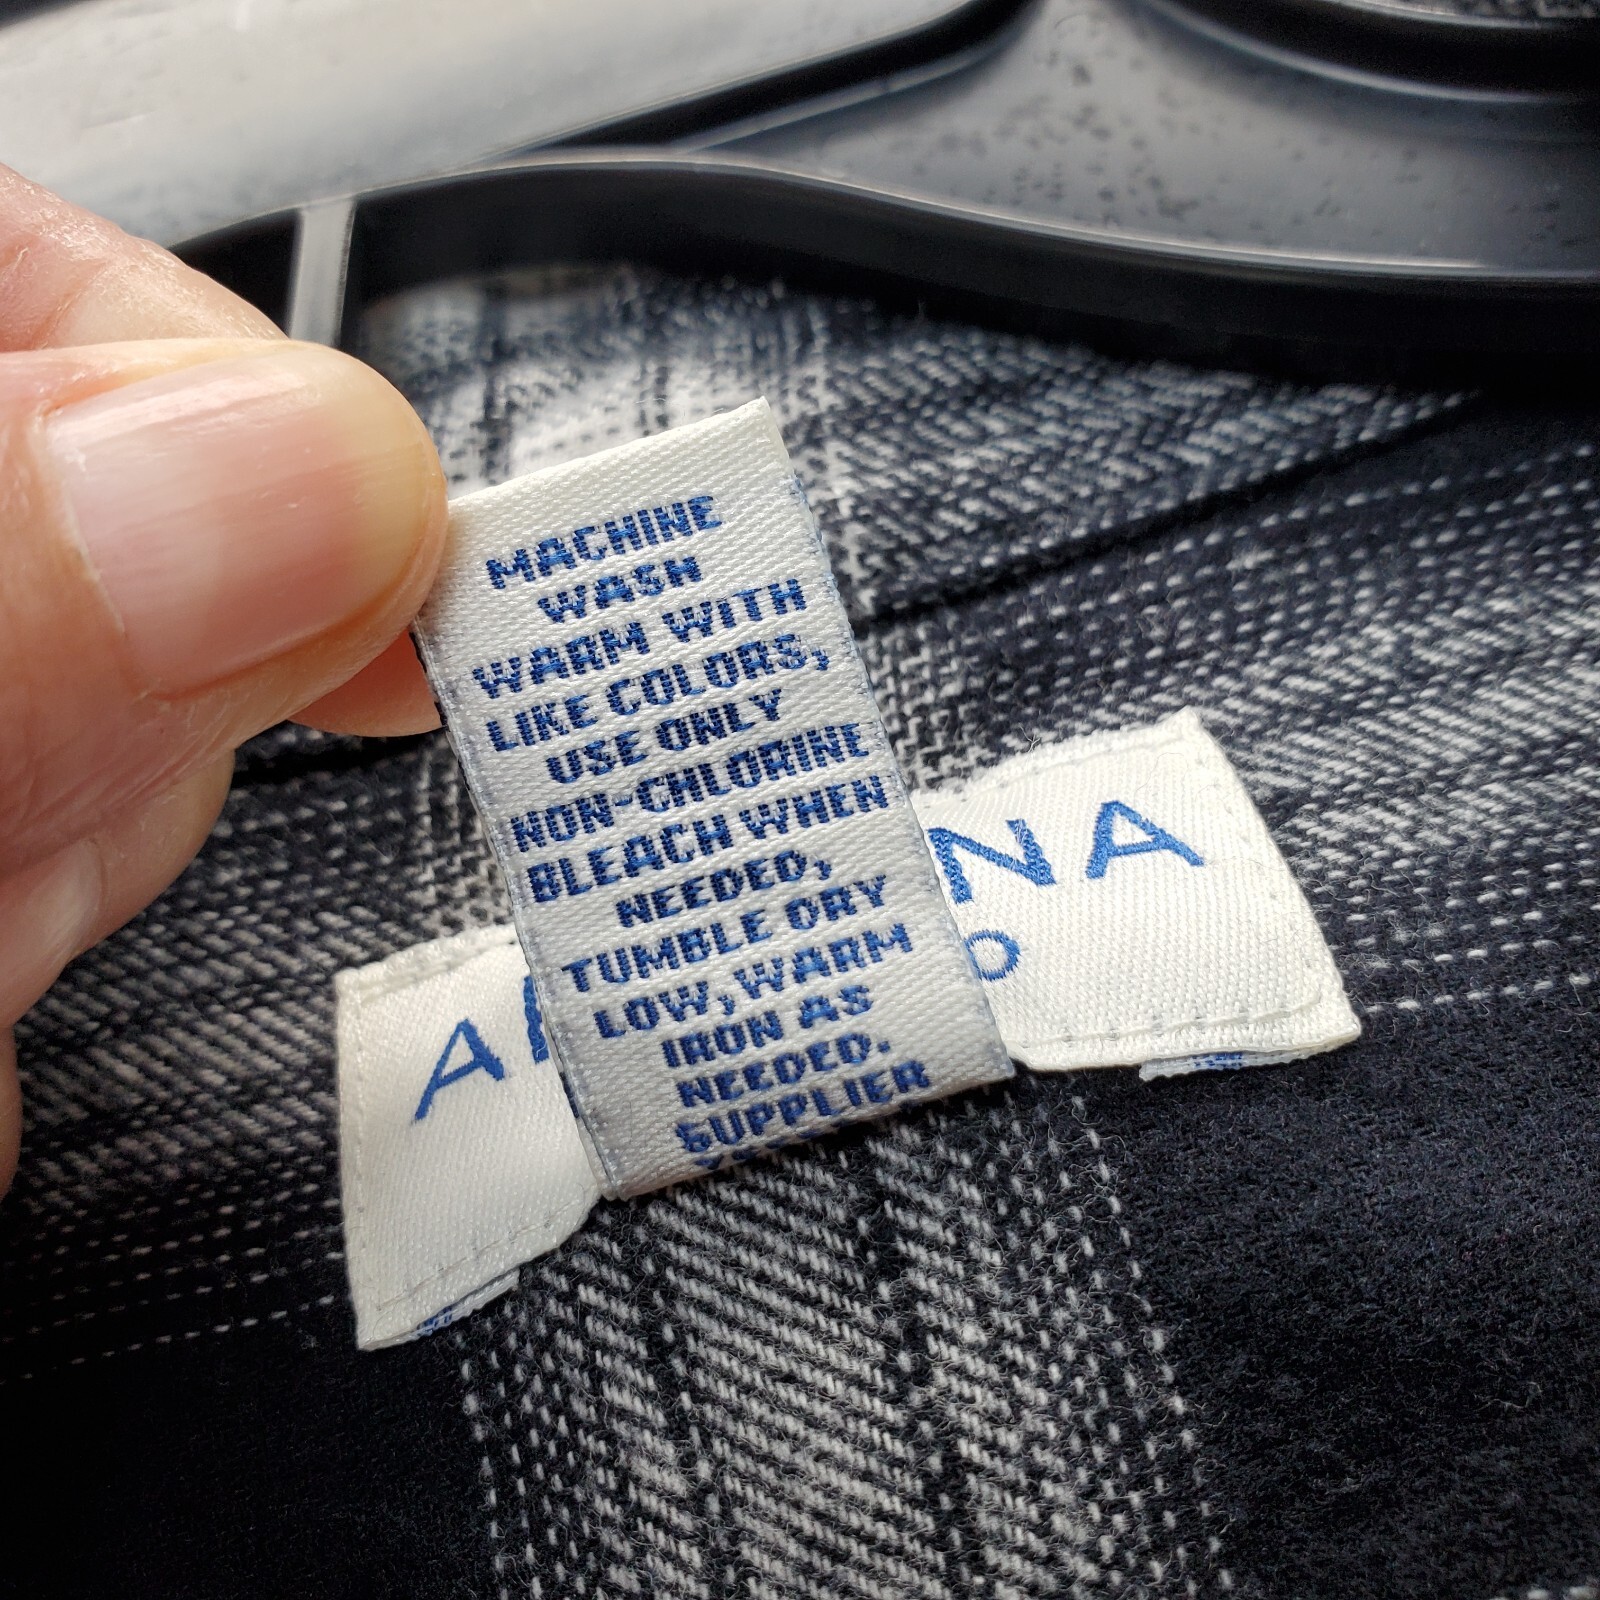 MACHINE
WASH
WARM WITH
LIKE COLORS,
USE ONLY
NON-CHLORINE
BLEACH WHEN
NEEDED,
TUMBLE DRY
LOW, WARM
IRON AS
NEEDED.
SUPPLIER
A NA
O